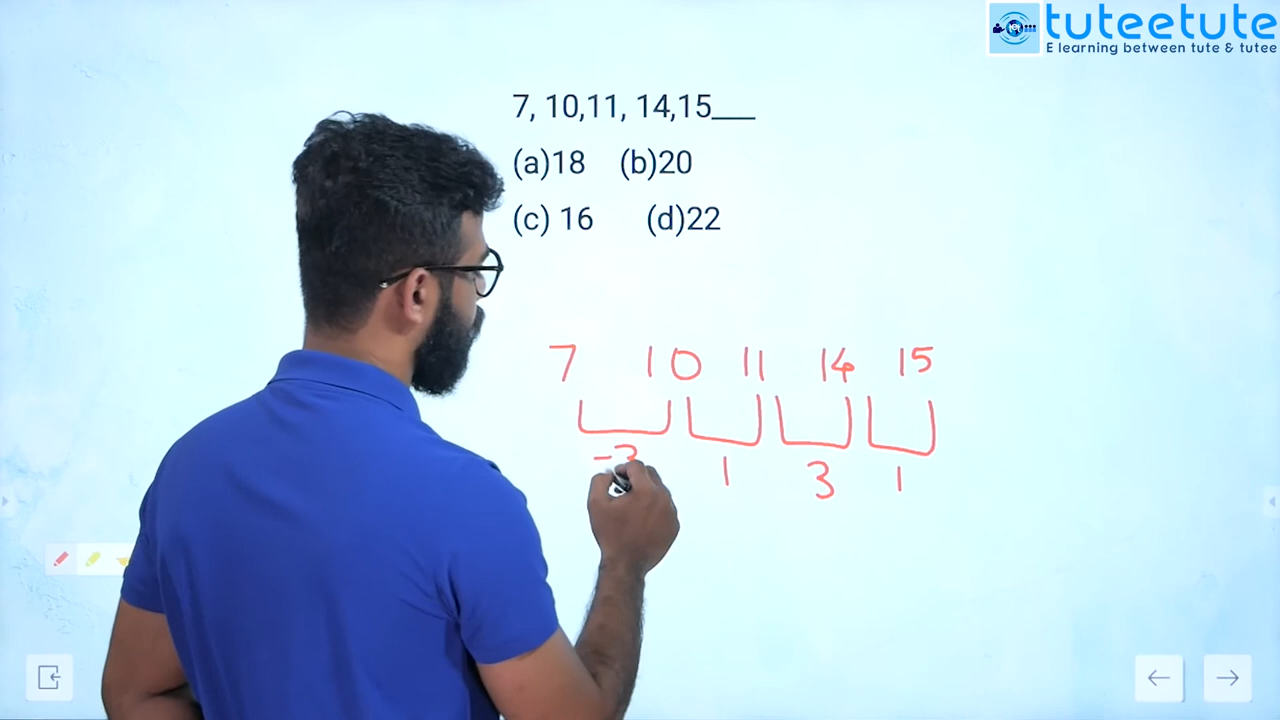 tuteetute
E learning between tute & tutee
7, 10,11, 14,15___
(a)18 (b)20
(c) 16 (d)22
7 10 11 14 15
1 3 1